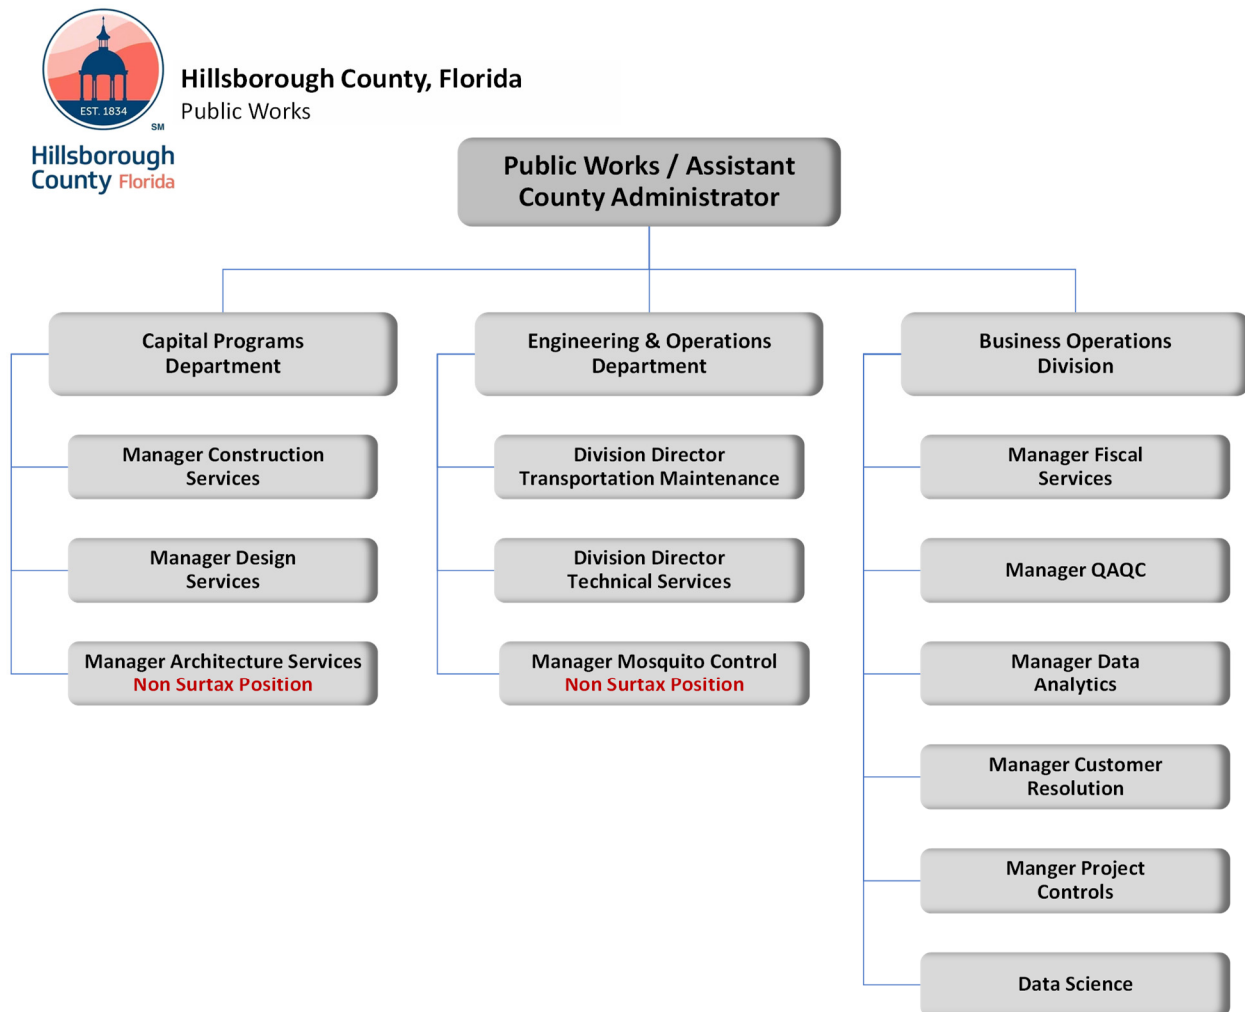 EST. 1834
SM
Hillsborough
County Florida
Hillsborough County, Florida
Public Works
Public Works / Assistant
County Administrator
Capital Programs
Department
Manager Construction
Services
Manager Design
Services
Manager Architecture Services
Non Surtax Position
Engineering & Operations
Department
Division Director
Transportation Maintenance
Division Director
Technical Services
Manager Mosquito Control
Non Surtax Position
Business Operations
Division
Manager Fiscal
Services
Manager QAQC
Manager Data
Analytics
Manager Customer
Resolution
Manger Project
Controls
Data Science